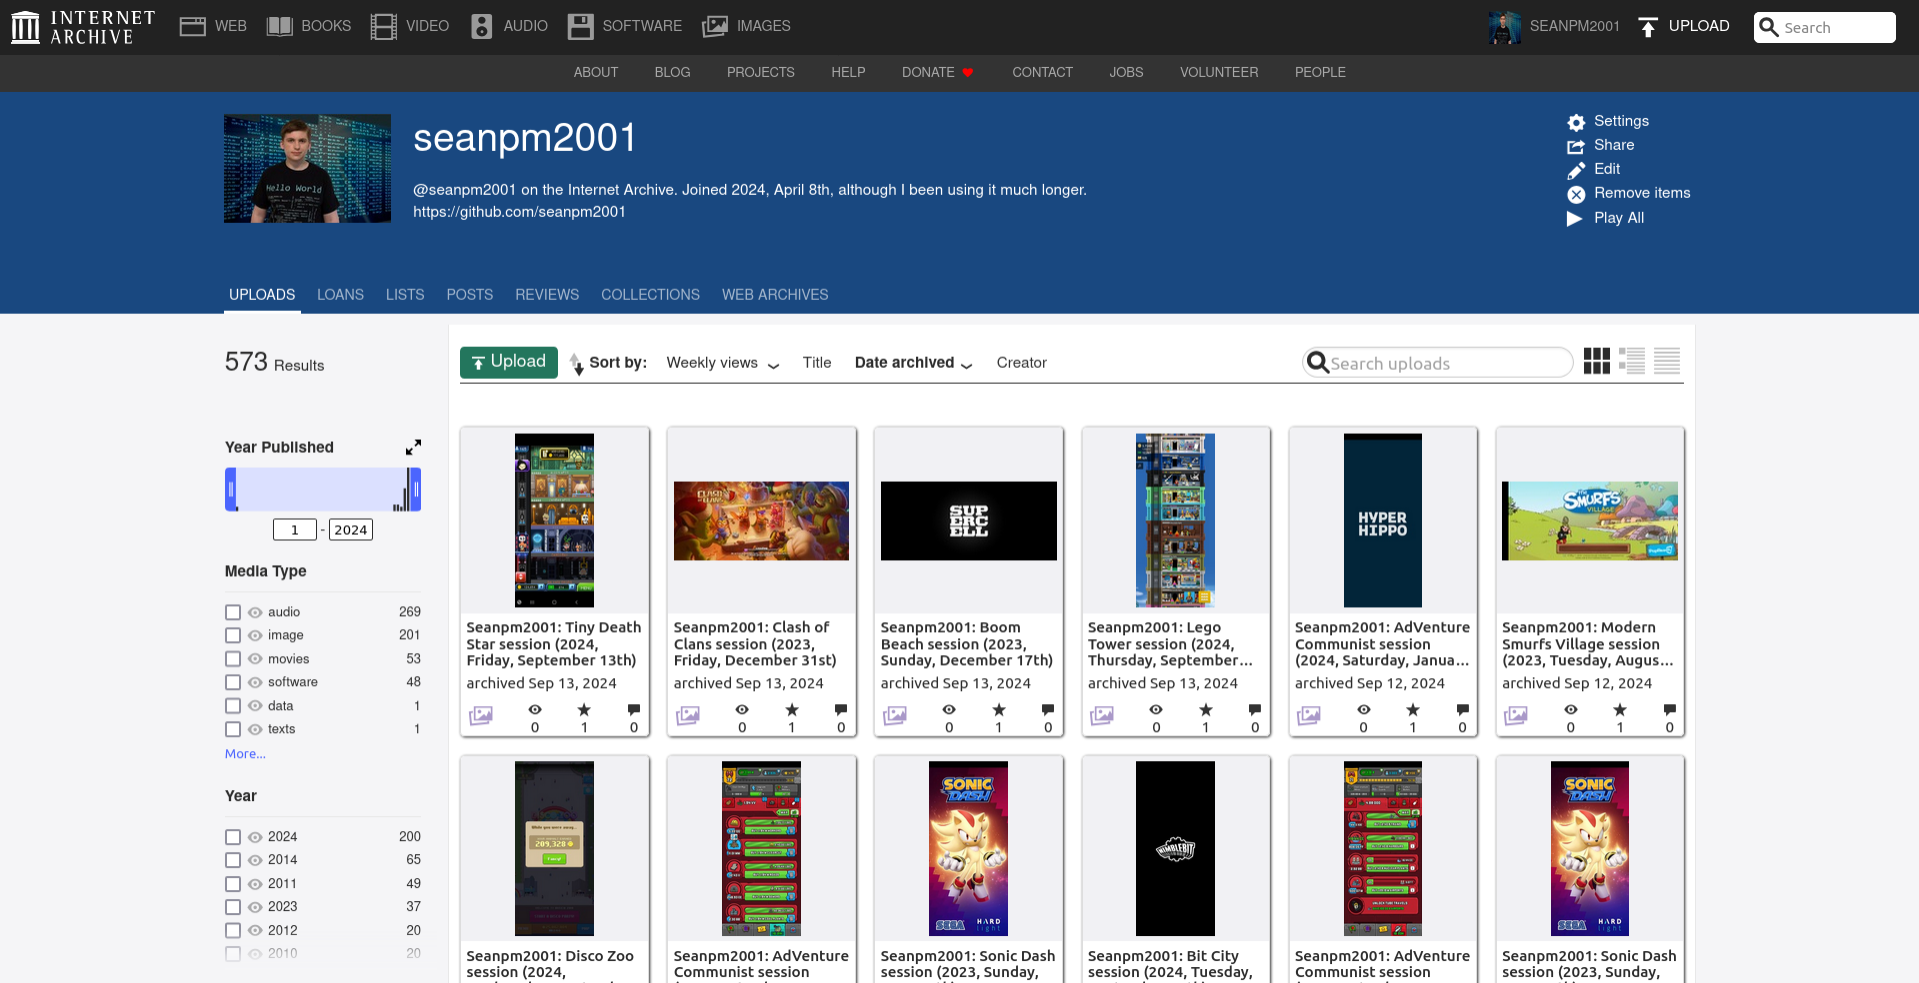 INTERNET ARCHIVE
WEB BOOKS VIDEO AUDIO SOFTWARE IMAGES SEANPM2001 UPLOAD Search
ABOUT BLOG PROJECTS HELP DONATE CONTACT JOBS VOLUNTEER PEOPLE
Hello World
seanpm2001
@seanpm2001 on the Internet Archive. Joined 2024, April 8th, although I been using it much longer.
https://github.com/seanpm2001
Settings
Share
Edit
Remove items
Play All
UPLOADS LOANS LISTS POSTS REVIEWS COLLECTIONS WEB ARCHIVES
573 Results
Year Published
1 - 2024
Media Type
audio 269
image 201
movies 53
software 48
data 1
texts 1
More...
Year
2024 200
2014 65
2011 49
2023 37
2012 20
2010 20
Upload Sort by: Weekly views Title Date archived Creator Search uploads
Seanpm2001: Tiny Death
Star session (2024,
Friday, September 13th)
archived Sep 13, 2024
0 1 0
CLASH OF CLANS
Seanpm2001: Clash of
Clans session (2023,
Friday, December 31st)
archived Sep 13, 2024
0 1 0
SUP
ERC
ELL
Seanpm2001: Boom
Beach session (2023,
Sunday, December 17th)
archived Sep 13, 2024
0 1 0
Seanpm2001: Lego
Tower session (2024,
Thursday, September...
archived Sep 13, 2024
0 1 0
HYPER
HIPPO
Seanpm2001: AdVenture
Communist session
(2024, Saturday, Janua...
archived Sep 12, 2024
0 1 0
SMURFS
VILLAGE
Seanpm2001: Modern
Smurfs Village session
(2023, Tuesday, Augus...
archived Sep 12, 2024
0 1 0
209,328
Seanpm2001: Disco Zoo
session (2024,
Seanpm2001: AdVenture
Communist session
SONIC
DASH
SEGA HARD light
Seanpm2001: Sonic Dash
session (2023, Sunday,
NIMBLEBIT
Seanpm2001: Bit City
session (2024, Tuesday,
Seanpm2001: AdVenture
Communist session
SONIC
DASH
SEGA HARD light
Seanpm2001: Sonic Dash
session (2023, Sunday,